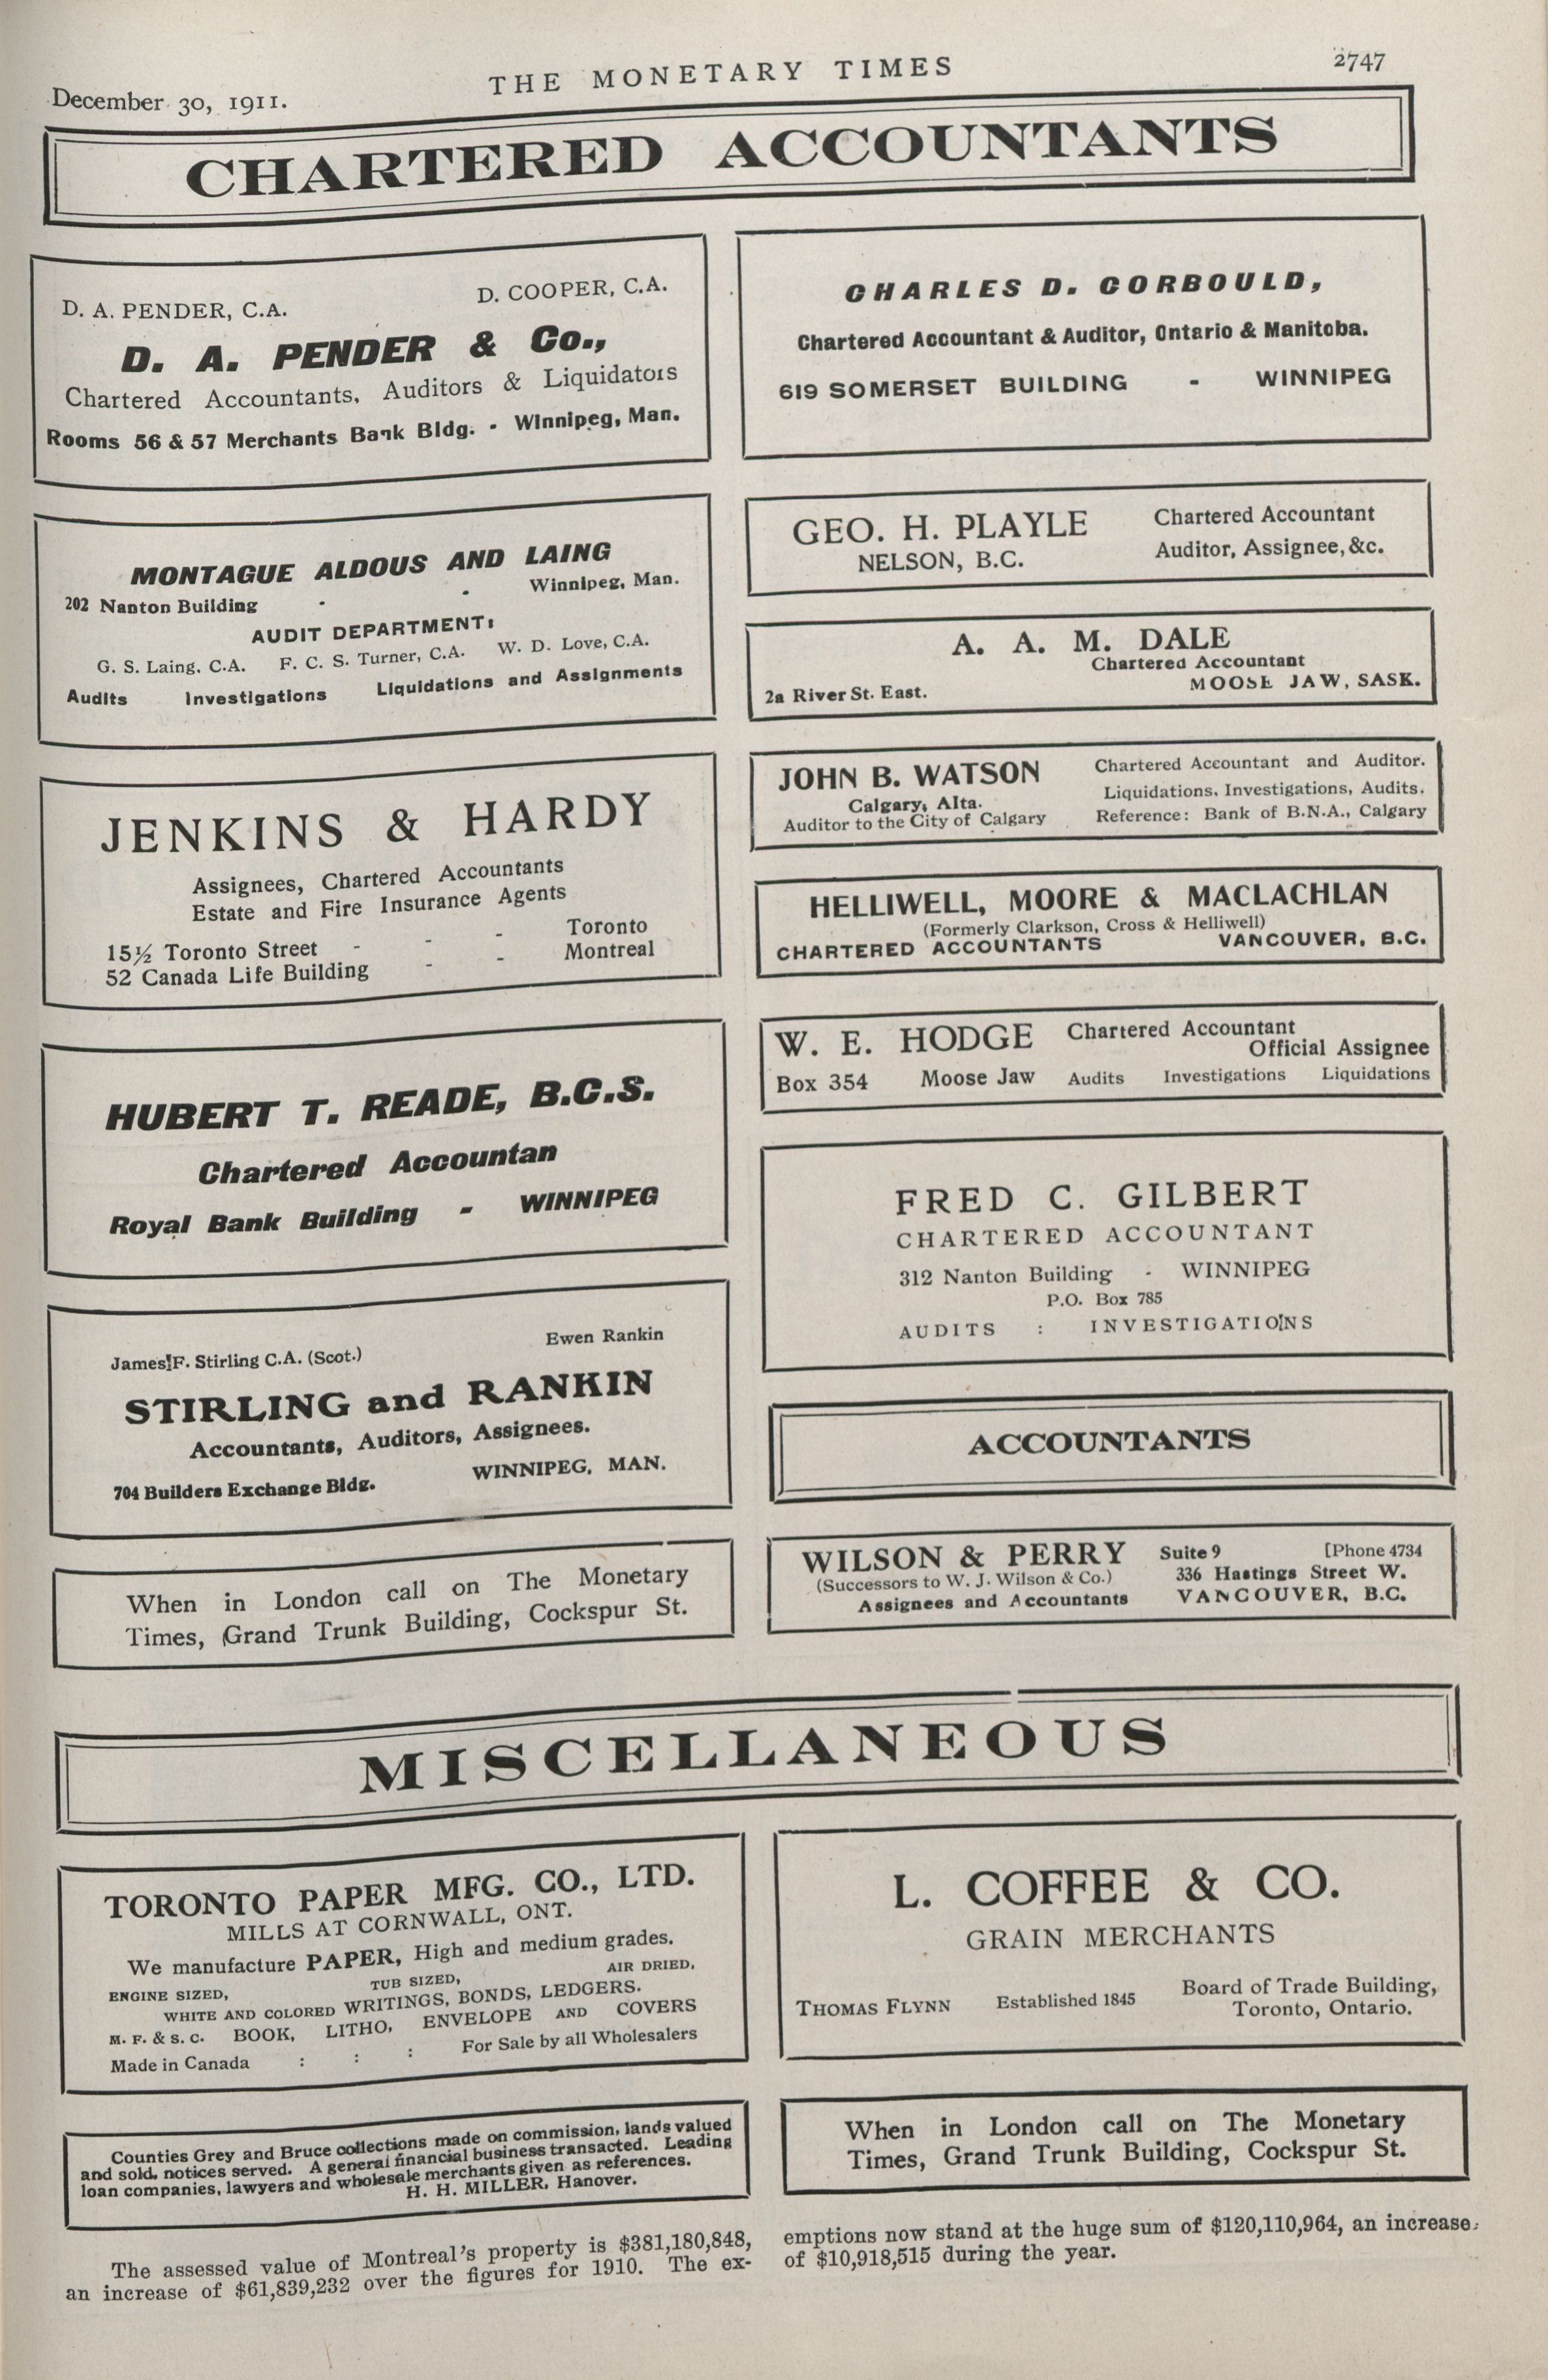 December 30, 1911.
THE MONETARY TIMES
2747
CHARTERED ACCOUNTANTS
D. A. PENDER, C.A. D. COOPER, C.A.
D. A. PENDER & Co.,
Chartered Accountants, Auditors & Liquidators
Rooms 56 & 57 Merchants Bank Bldg. - Winnipeg, Man.
MONTAGUE ALDOUS AND LAING
202 Nanton Building - - Winnipeg, Man.
AUDIT DEPARTMENT:
G. S. Laing, C.A. F. C. S. Turner, C.A. W. D. Love, C.A.
Audits Investigations Liquidations and Assignments
JENKINS & HARDY
Assignees, Chartered Accountants
Estate and Fire Insurance Agents
15½ Toronto Street - - - Toronto
52 Canada Life Building - - Montreal
HUBERT T. READE, B.C.S.
Chartered Accountan
Royal Bank Building - WINNIPEG
James F. Stirling C.A. (Scot.) Ewen Rankin
STIRLING and RANKIN
Accountants, Auditors, Assignees.
704 Builders Exchange Bldg. WINNIPEG, MAN.
When in London call on The Monetary
Times, Grand Trunk Building, Cockspur St.
CHARLES D. CORBOULD,
Chartered Accountant & Auditor, Ontario & Manitoba.
619 SOMERSET BUILDING - WINNIPEG
GEO. H. PLAYLE Chartered Accountant
NELSON, B.C. Auditor, Assignee, &c.
A. A. M. DALE
Chartered Accountant
2a River St. East. MOOSE JAW, SASK.
JOHN B. WATSON Chartered Accountant and Auditor.
Calgary, Alta. Liquidations, Investigations, Audits.
Auditor to the City of Calgary Reference: Bank of B.N.A., Calgary
HELLIWELL, MOORE & MACLACHLAN
(Formerly Clarkson, Cross & Helliwell)
CHARTERED ACCOUNTANTS VANCOUVER, B.C.
W. E. HODGE Chartered Accountant
Official Assignee
Box 354 Moose Jaw Audits Investigations Liquidations
FRED C. GILBERT
CHARTERED ACCOUNTANT
312 Nanton Building - WINNIPEG
P.O. Box 785
AUDITS : INVESTIGATIONS
ACCOUNTANTS
WILSON & PERRY Suite 9 [Phone 4734
(Successors to W. J. Wilson & Co.) 336 Hastings Street W.
Assignees and Accountants VANCOUVER, B.C.
MISCELLANEOUS
TORONTO PAPER MFG. CO., LTD.
MILLS AT CORNWALL, ONT.
We manufacture PAPER, High and medium grades.
ENGINE SIZED, TUB SIZED, AIR DRIED,
WHITE AND COLORED WRITINGS, BONDS, LEDGERS.
M. F. & S. C. BOOK, LITHO, ENVELOPE AND COVERS
Made in Canada : : : For Sale by all Wholesalers
L. COFFEE & CO.
GRAIN MERCHANTS
THOMAS FLYNN Established 1845 Board of Trade Building,
Toronto, Ontario.
Counties Grey and Bruce collections made on commission, lands valued
and sold, notices served. A general financial business transacted. Leading
loan companies, lawyers and wholesale merchants given as references.
H. H. MILLER, Hanover.
When in London call on The Monetary
Times, Grand Trunk Building, Cockspur St.
The assessed value of Montreal's property is $381,180,848,
an increase of $61,839,232 over the figures for 1910. The ex-
emptions now stand at the huge sum of $120,110,964, an increase
of $10,918,515 during the year.